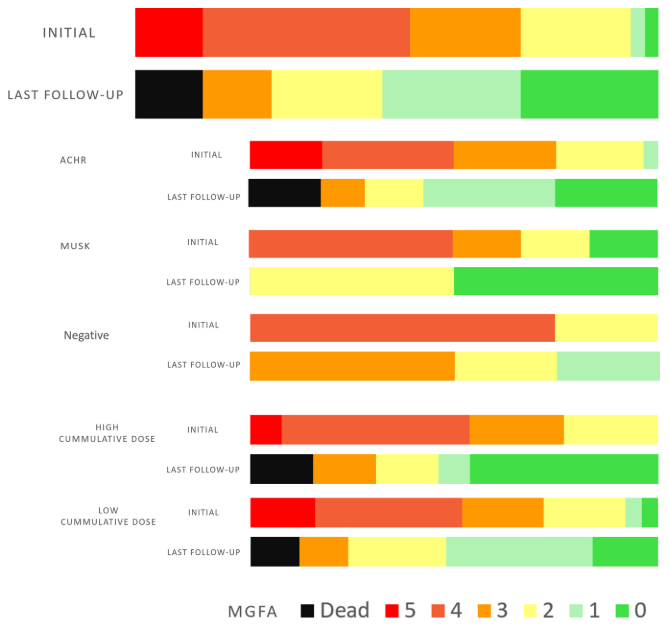 INITIAL
LAST FOLLOW-UP
ACHR
INITIAL
LAST FOLLOW-UP
MUSK
INITIAL
LAST FOLLOW-UP
Negative
INITIAL
LAST FOLLOW-UP
HIGH
CUMMULATIVE DOSE
INITIAL
LAST FOLLOW-UP
LOW
CUMMULATIVE DOSE
INITIAL
LAST FOLLOW-UP
MGFA Dead 5 4 3 2 1 0